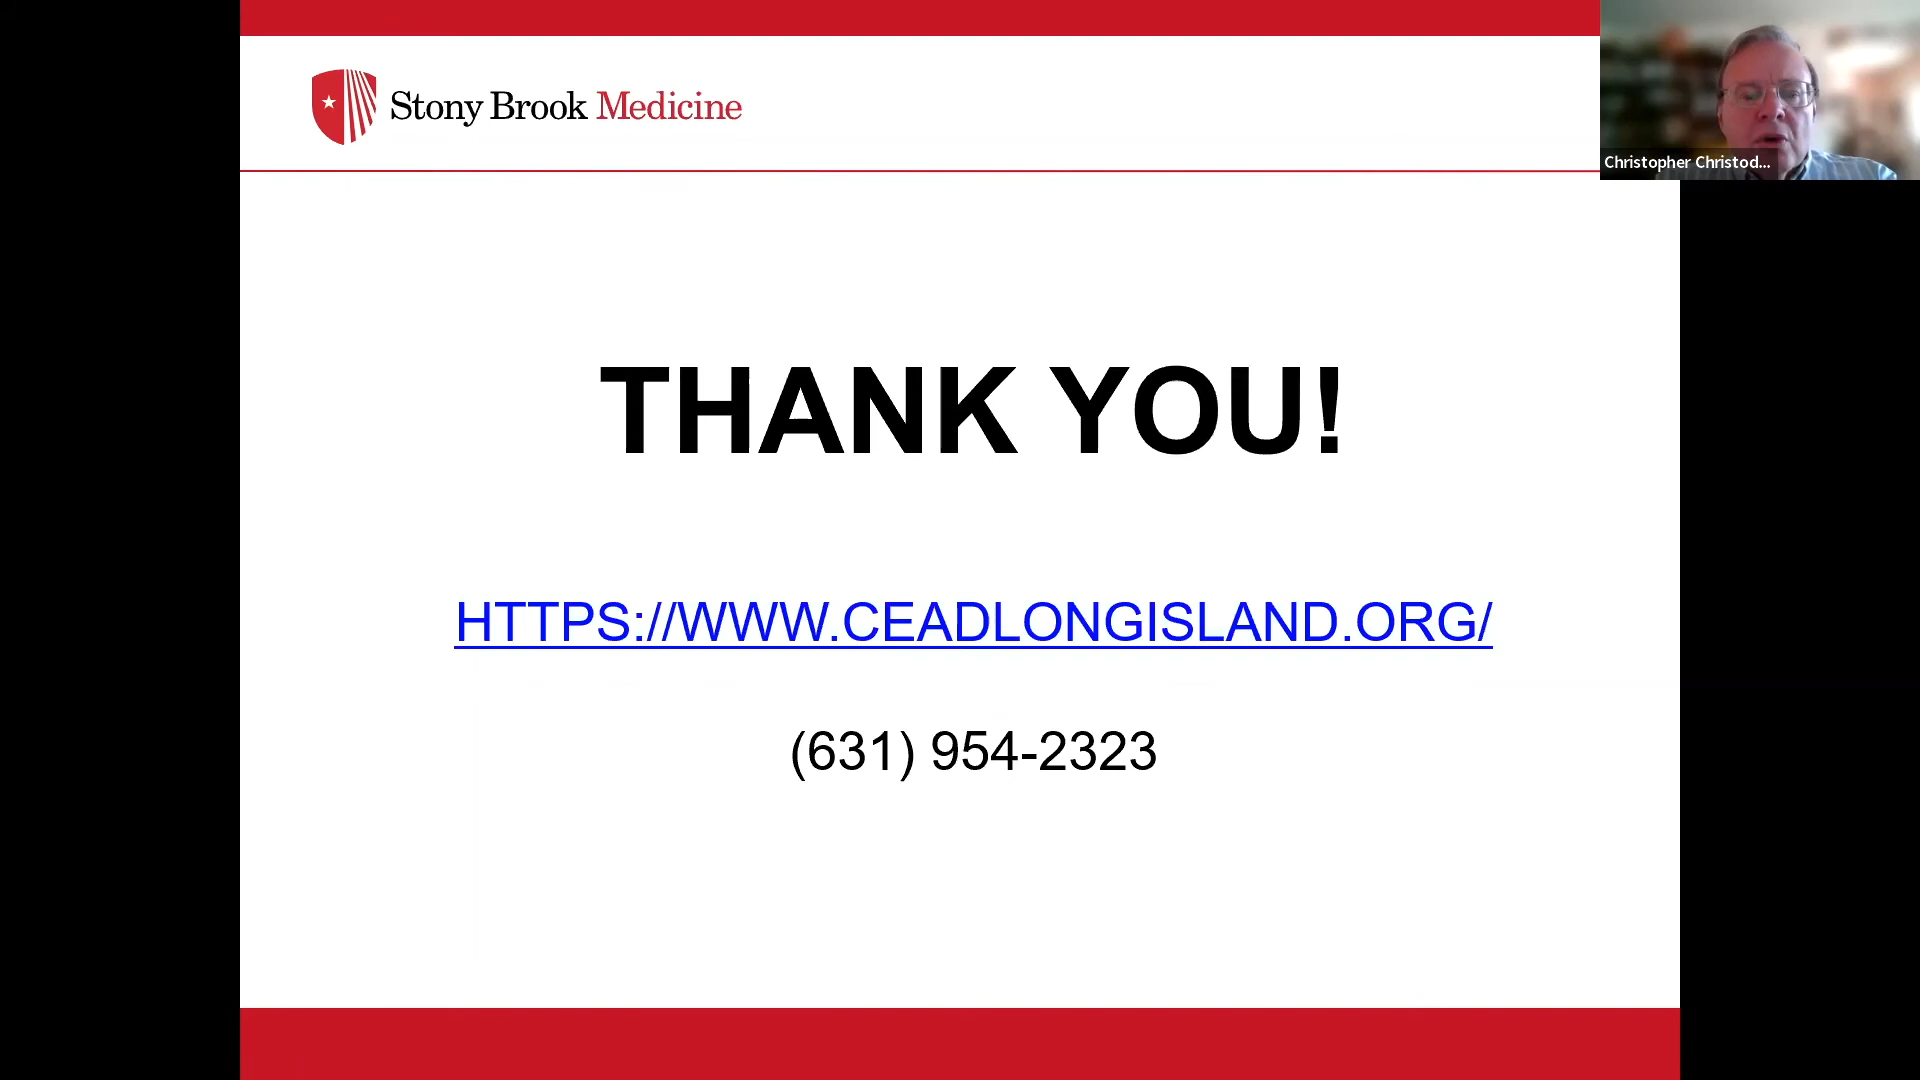 Stony Brook Medicine
Christopher Christod...
THANK YOU!
HTTPS://WWW.CEADLONGISLAND.ORG/
(631) 954-2323